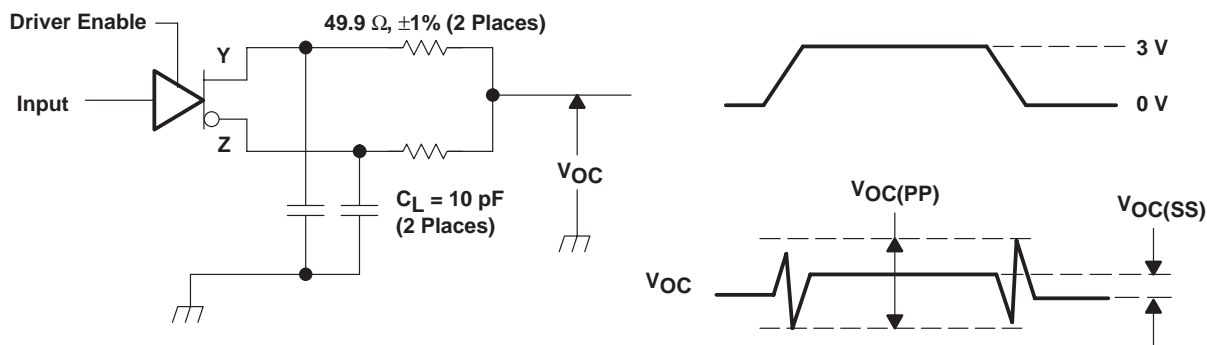 Driver Enable
49.9 Ω, ±1% (2 Places)
Y
Input
Z
VOC
CL = 10 pF
(2 Places)
3 V
0 V
VOC(PP)
VOC(SS)
VOC